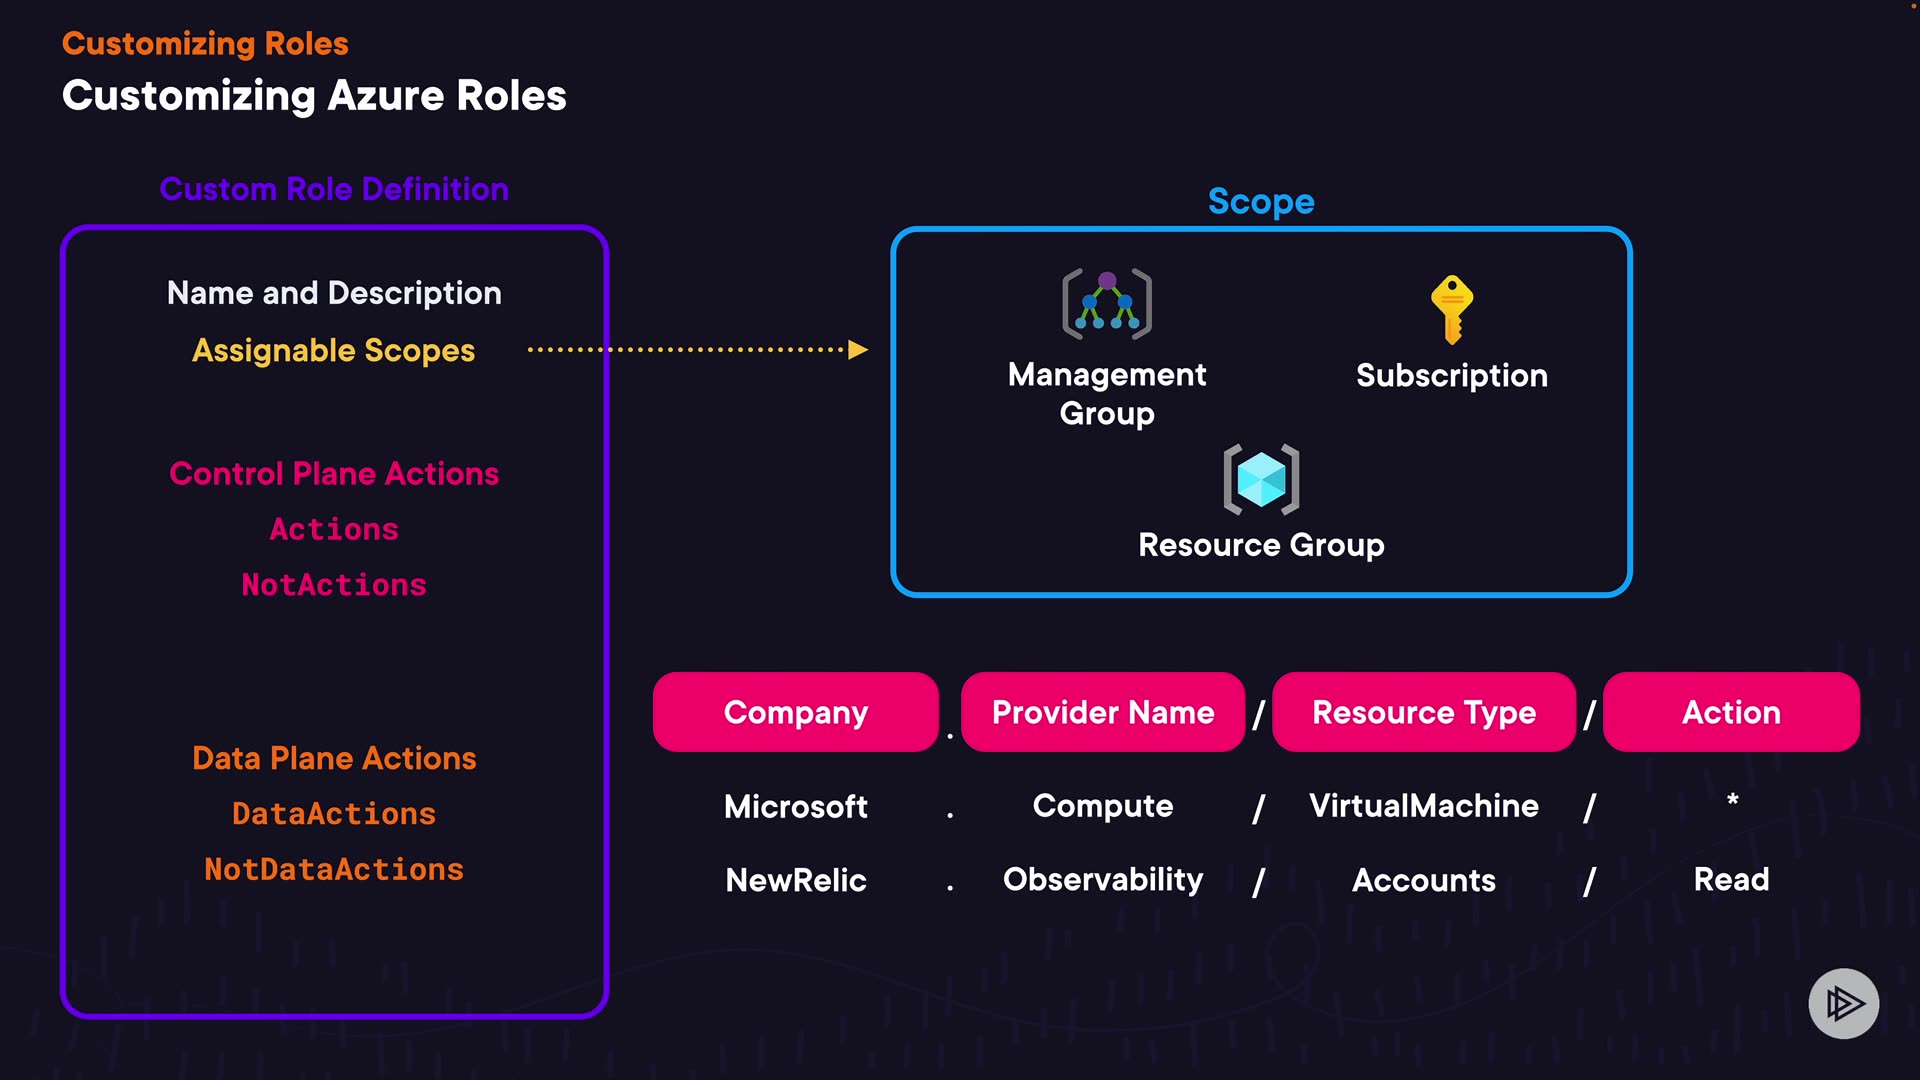 Customizing Roles
Customizing Azure Roles
Custom Role Definition
Name and Description
Assignable Scopes
Control Plane Actions
Actions
NotActions
Data Plane Actions
DataActions
NotDataActions
Scope
Management
Group
Subscription
Resource Group
Company . Provider Name / Resource Type / Action
Microsoft . Compute / VirtualMachine / *
NewRelic . Observability / Accounts / Read